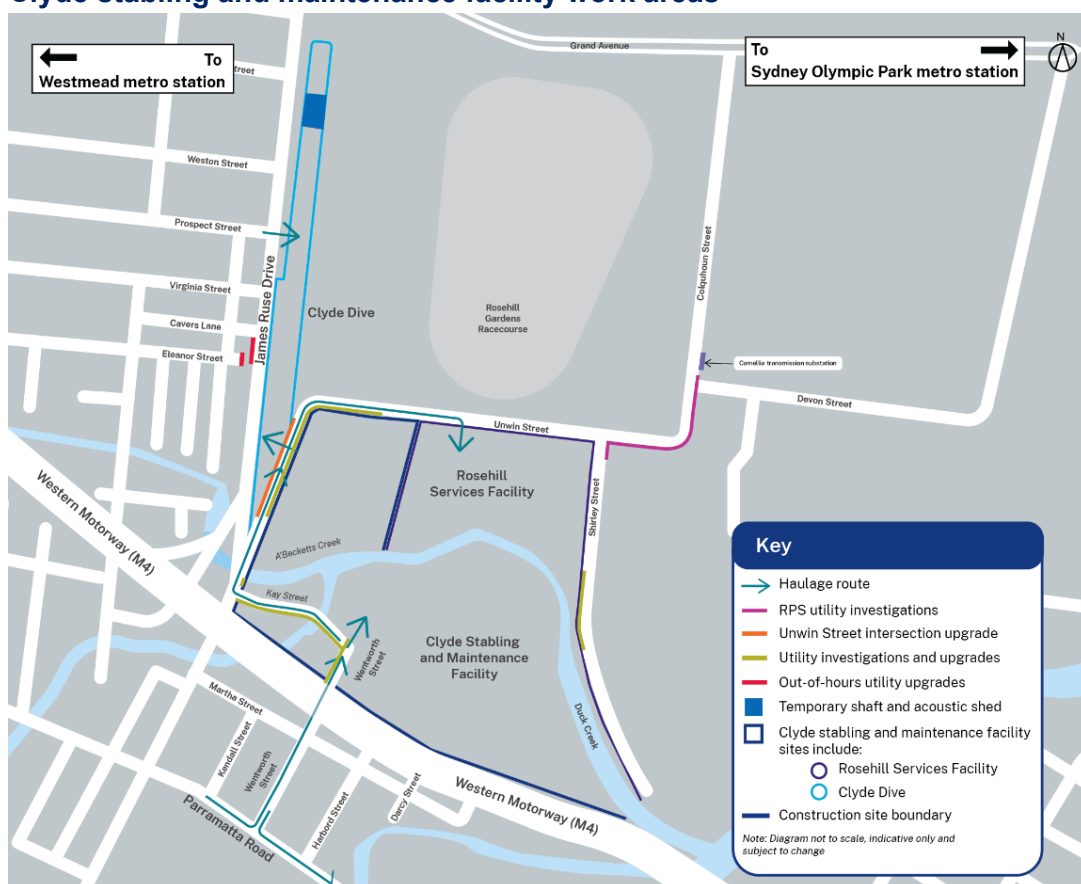 Clyde stabling and maintenance facility work areas
To
Westmead metro station
To
Sydney Olympic Park metro station
N
Grand Avenue
Weston Street
Prospect Street
Virginia Street
Cavers Lane
Eleanor Street
James Ruse Drive
Clyde Dive
Rosehill
Gardens
Racecourse
Colquhoun Street
Camellia transmission substation
Devon Street
Unwin Street
Rosehill
Services Facility
Shirley Street
Western Motorway (M4)
A'Becketts Creek
Kay Street
Wentworth
Street
Clyde Stabling
and Maintenance
Facility
Duck Creek
Martha Street
Kendall Street
Wentworth
Street
Harbord Street
Darcy Street
Western Motorway (M4)
Parramatta Road
Key
Haulage route
RPS utility investigations
Unwin Street intersection upgrade
Utility investigations and upgrades
Out-of-hours utility upgrades
Temporary shaft and acoustic shed
Clyde stabling and maintenance facility
sites include:
Rosehill Services Facility
Clyde Dive
Construction site boundary
Note: Diagram not to scale, indicative only and
subject to change